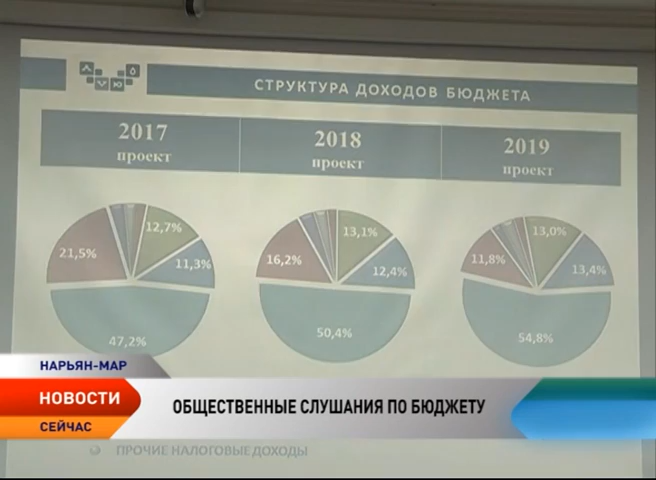 СТРУКТУРА ДОХОДОВ БЮДЖЕТА
2017
проект
2018
проект
2019
проект
21,5%
12,7%
11,3%
47,2%
16,2%
13,1%
12,4%
50,4%
11,8%
13,0%
13,4%
54,8%
НАРЬЯН-МАР
НОВОСТИ
СЕЙЧАС
ОБЩЕСТВЕННЫЕ СЛУШАНИЯ ПО БЮДЖЕТУ
ПРОЧИЕ НАЛОГОВЫЕ ДОХОДЫ